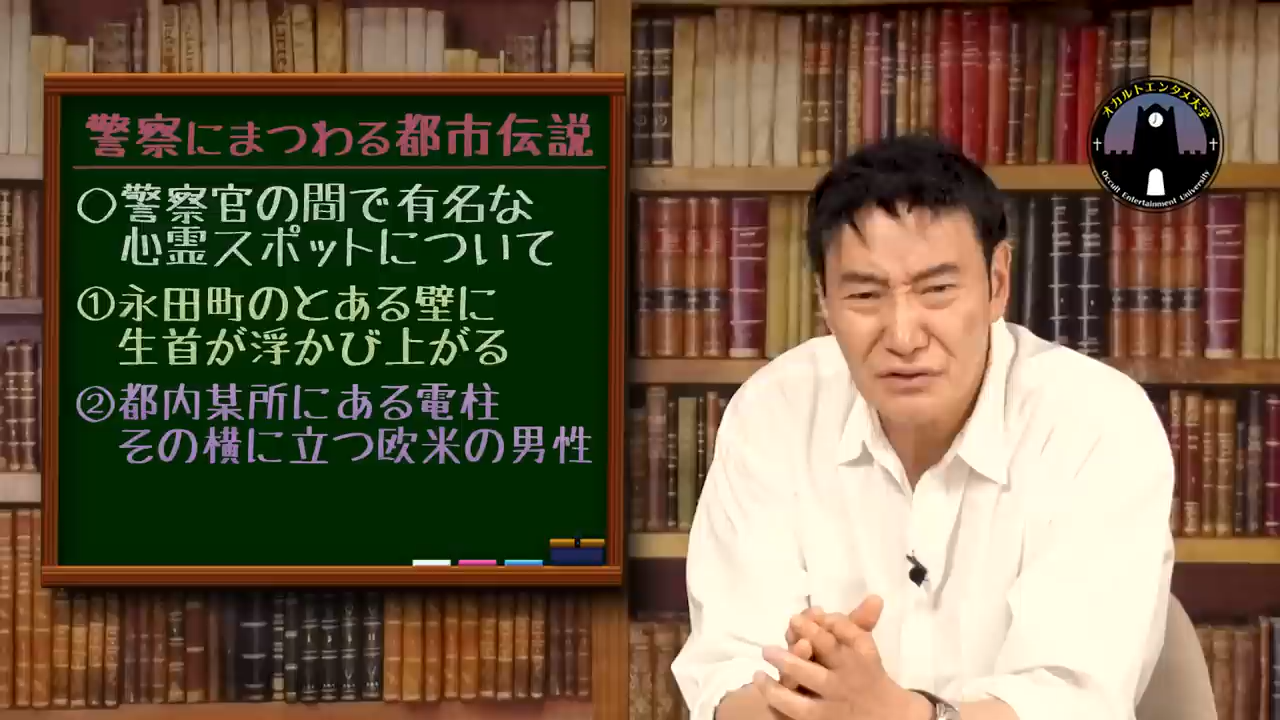 警察にまつわる都市伝説
○警察官の間で有名な
心霊スポットについて
①永田町のとある壁に
生首が浮かび上がる
②都内某所にある電柱
その横に立つ欧米の男性
オカルトエンタメ大学
Occult Entertainment University